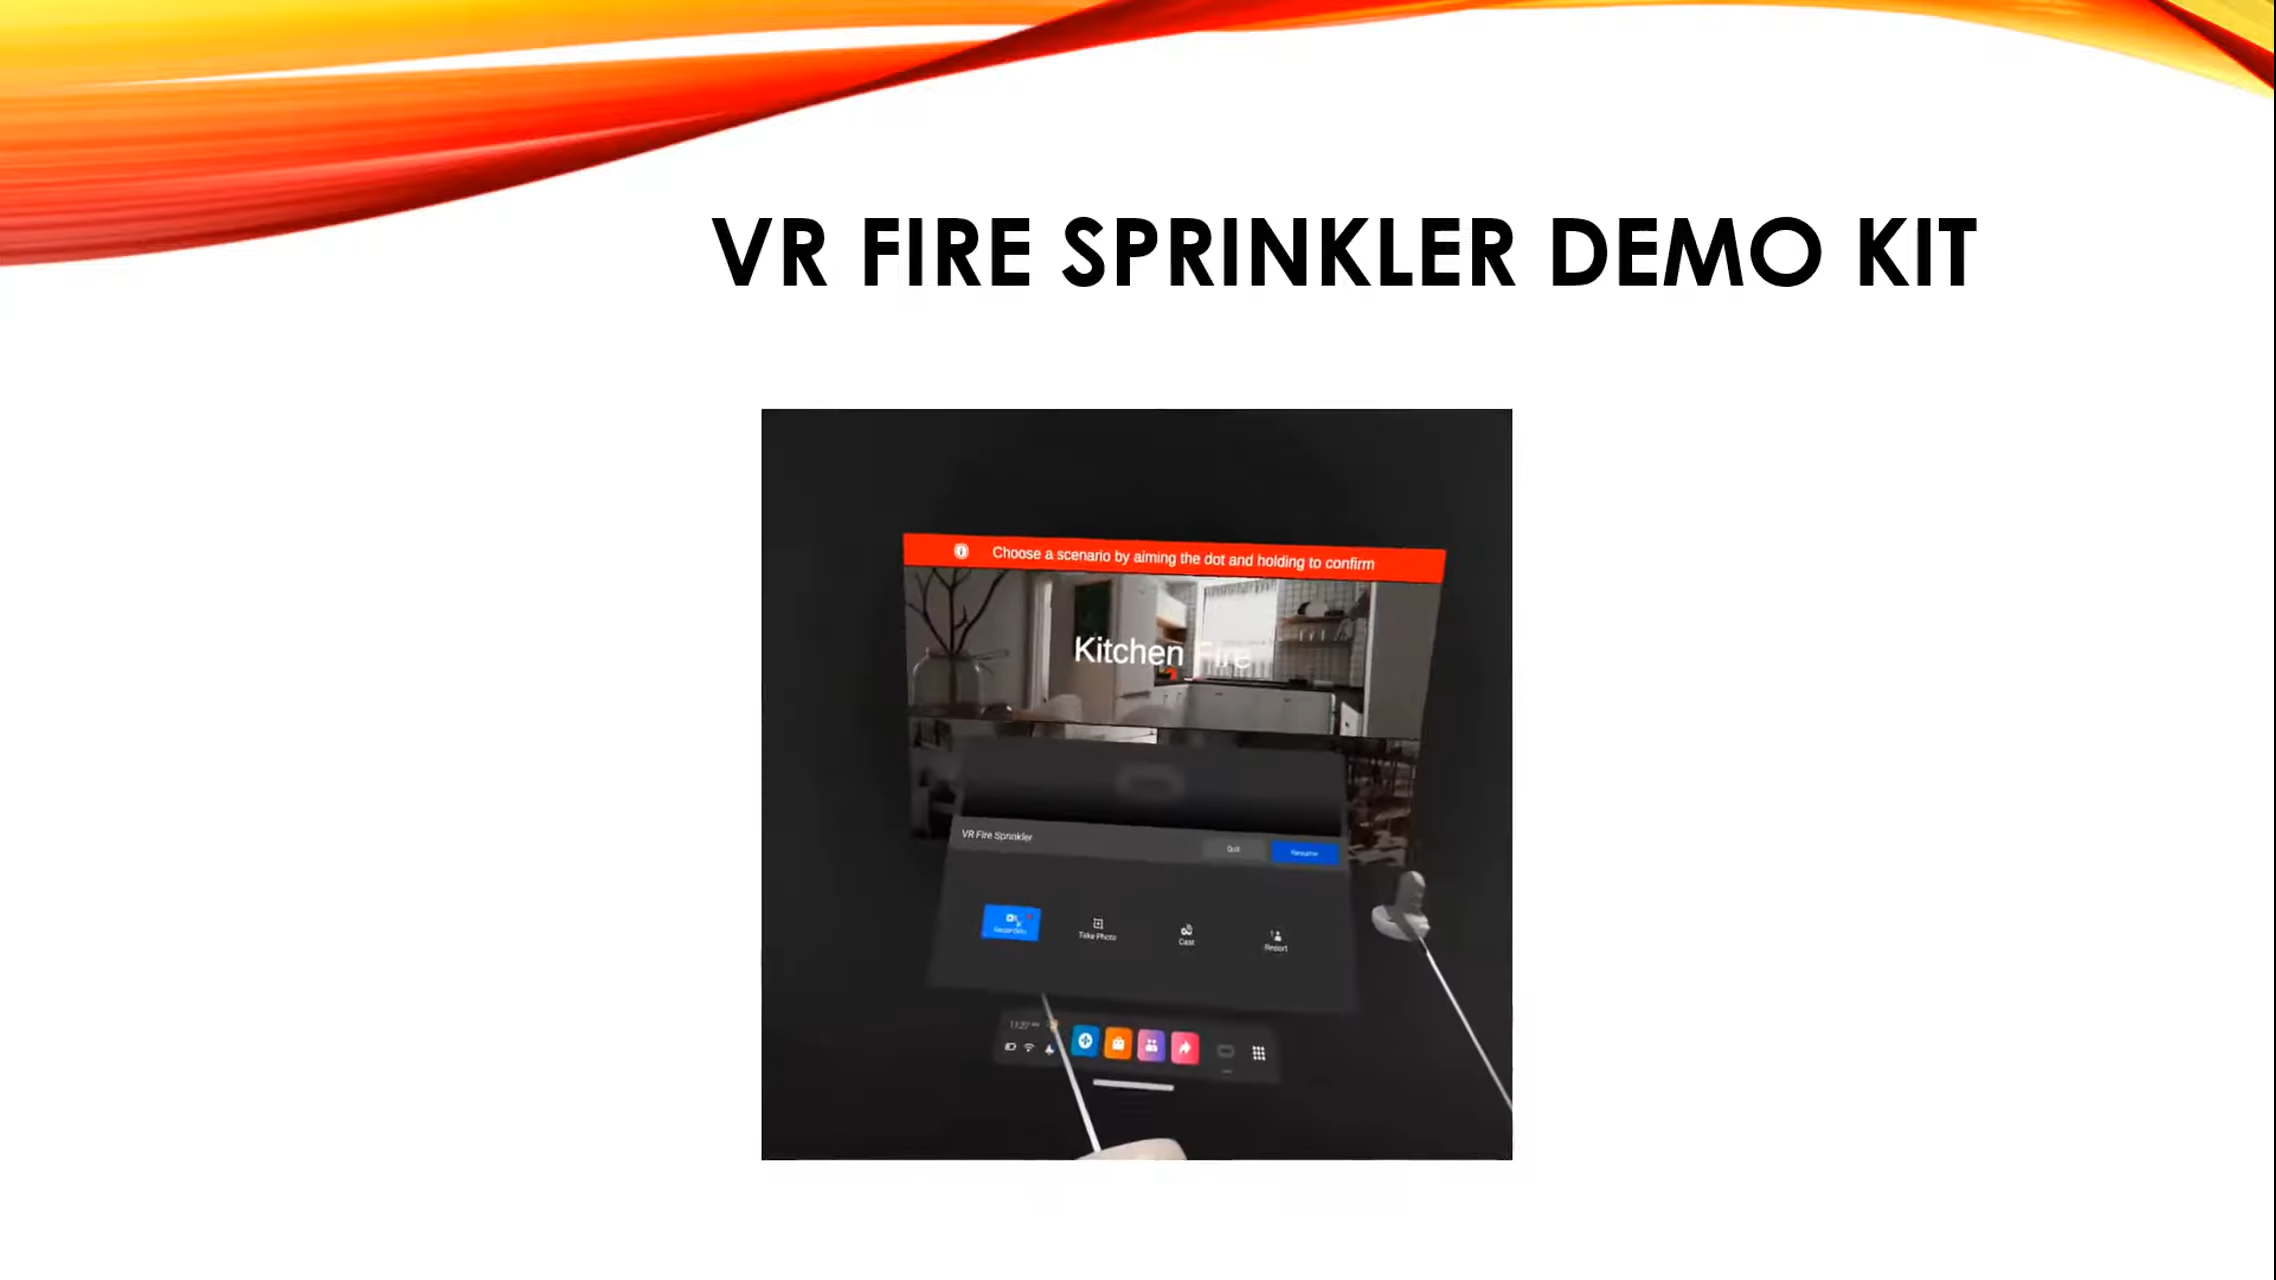 VR FIRE SPRINKLER DEMO KIT
Choose a scenario by aiming the dot and holding to confirm
Kitchen Fire
VR Fire Sprinkler
Quit
Resume
Take Photo
Cast
Report